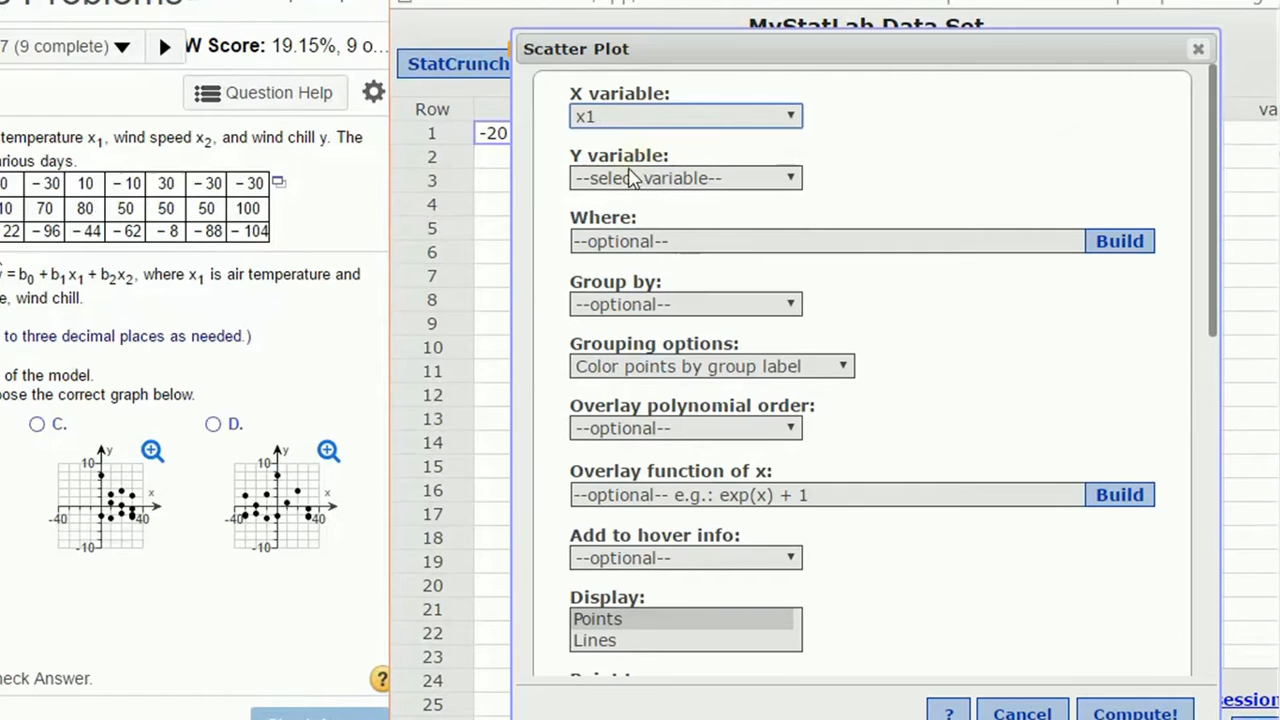 7 (9 complete)
W Score: 19.15%, 9 o...
Question Help
temperature x1, wind speed x2, and wind chill y. The
rious days.
0 −30 10 −10 30 −30 −30
10 70 80 50 50 50 100
22 −96 −44 −62 −8 −88 −104
= b0 + b1x1 + b2x2, where x1 is air temperature and
e, wind chill.
to three decimal places as needed.)
of the model.
ose the correct graph below.
C.
D.
10
y
x
-40
40
-10
10
y
x
-40
40
-10
eck Answer.
?
MyStatLab Data Set
StatCrunch
Row
va
1 -20
2
3
4
5
6
7
8
9
10
11
12
13
14
15
16
17
18
19
20
21
22
23
24
25
Scatter Plot
X variable:
x1
Y variable:
--select variable--
Where:
--optional--
Build
Group by:
--optional--
Grouping options:
Color points by group label
Overlay polynomial order:
--optional--
Overlay function of x:
--optional-- e.g.: exp(x) + 1
Build
Add to hover info:
--optional--
Display:
Points
Lines
?
Cancel
Compute!
session